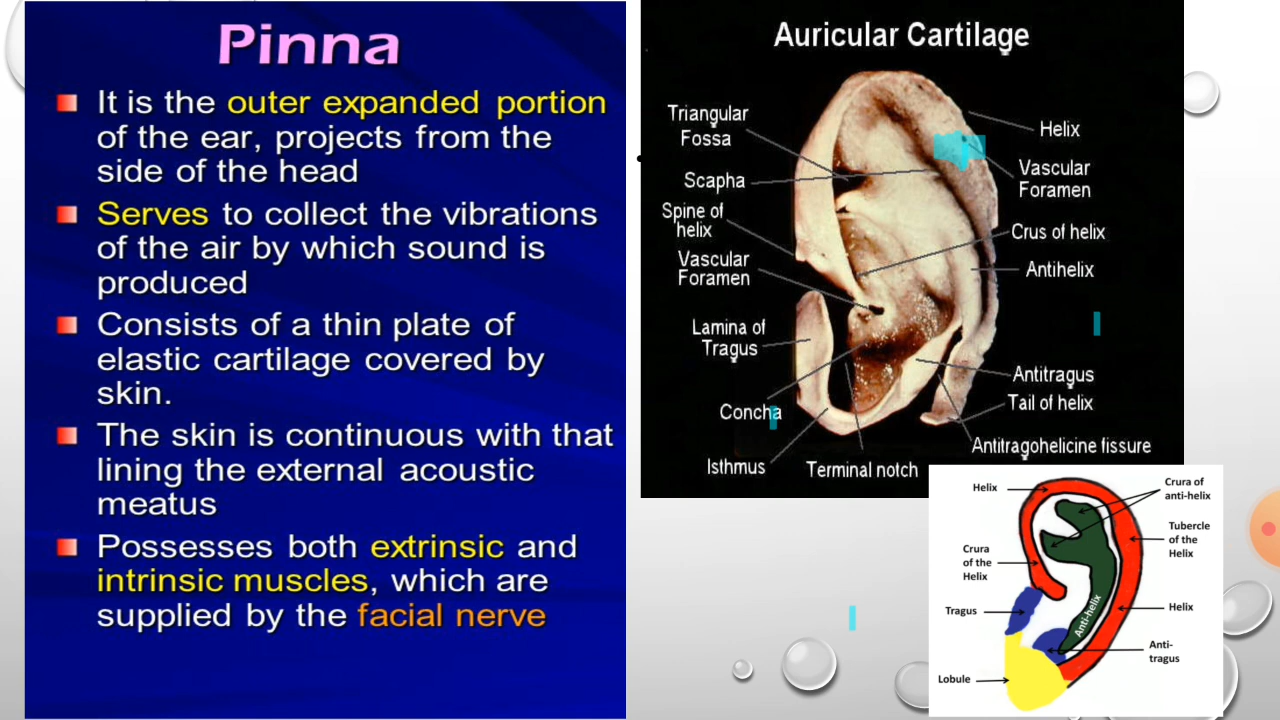 Pinna
It is the outer expanded portion
of the ear, projects from the
side of the head
Serves to collect the vibrations
of the air by which sound is
produced
Consists of a thin plate of
elastic cartilage covered by
skin.
The skin is continuous with that
lining the external acoustic
meatus
Possesses both extrinsic and
intrinsic muscles, which are
supplied by the facial nerve
Auricular Cartilage
Triangular
Fossa
Scapha
Spine of
helix
Vascular
Foramen
Lamina of
Tragus
Concha
Isthmus
Terminal notch
Helix
Vascular
Foramen
Crus of helix
Antihelix
Antitragus
Tail of helix
Antitragohelicine fissure
Helix
Crura of
anti-helix
Tubercle
of the
Helix
Crura
of the
Helix
Tragus
Helix
Anti-helix
Anti-
tragus
Lobule